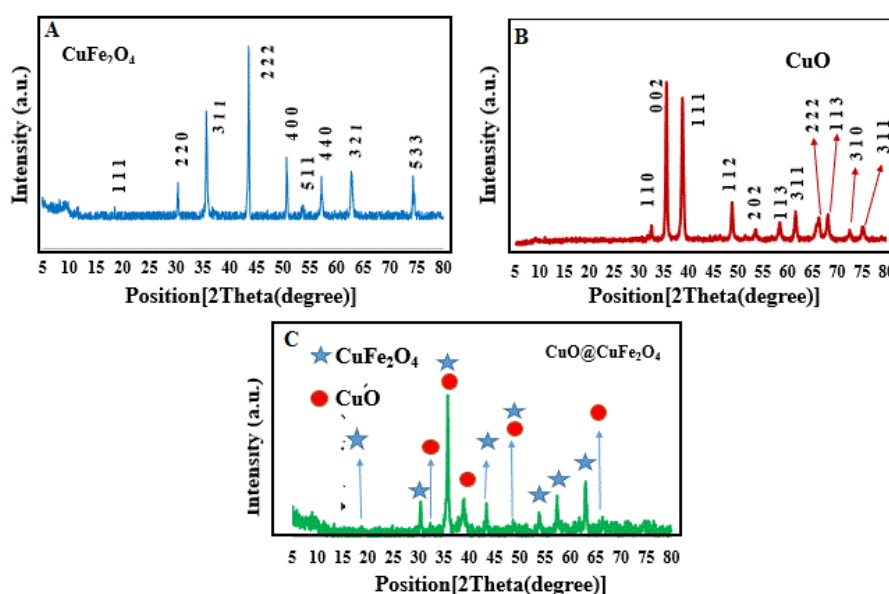 A
CuFe₂O₄
Intensity (a.u.)
1 1 1
2 2 0
3 1 1
2 2 2
4 0 0
5 1 1
4 4 0
3 2 1
5 3 3
5 10 15 20 25 30 35 40 45 50 55 60 65 70 75 80
Position[2Theta(degree)]
B
CuO
Intensity (a.u.)
1 1 0
0 0 2
1 1 1
1 1 2
2 0 2
1 1 3
3 1 1
2 2 2
1 1 3
3 1 0
3 1 1
5 10 15 20 25 30 35 40 45 50 55 60 65 70 75 80
Position[2Theta(degree)]
C
CuFe₂O₄
CuO
CuO@CuFe₂O₄
Intensity (a.u.)
5 10 15 20 25 30 35 40 45 50 55 60 65 70 75 80
Position[2Theta(degree)]